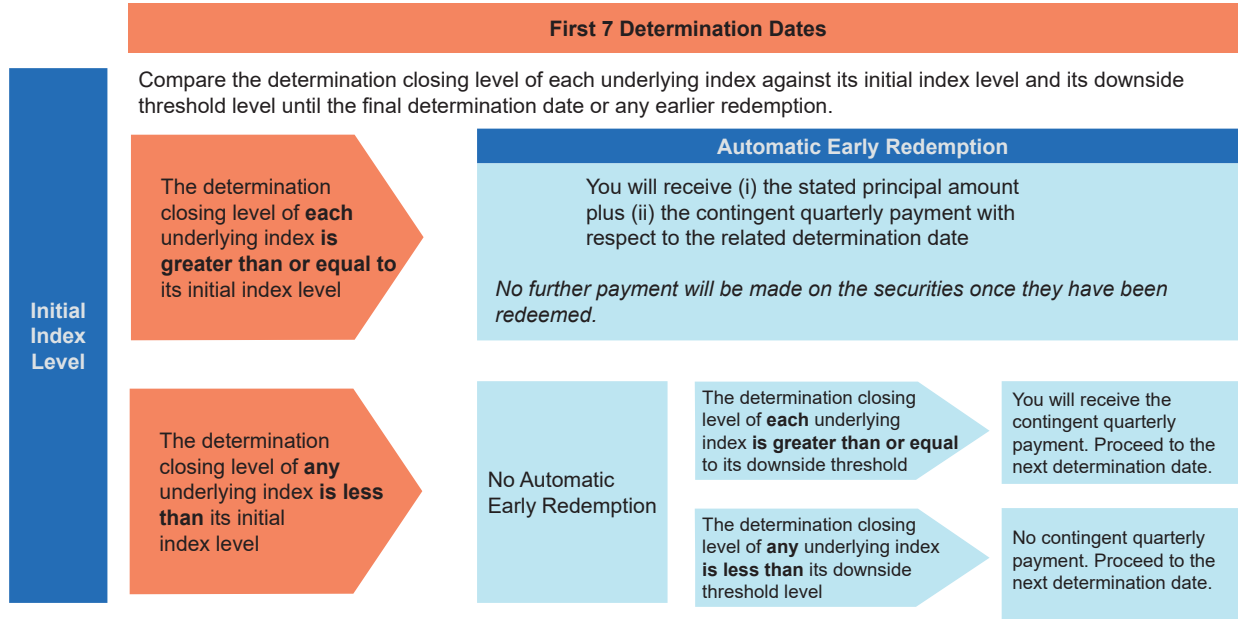 First 7 Determination Dates
Compare the determination closing level of each underlying index against its initial index level and its downside
threshold level until the final determination date or any earlier redemption.
Initial
Index
Level
The determination
closing level of each
underlying index is
greater than or equal to
its initial index level
Automatic Early Redemption
You will receive (i) the stated principal amount
plus (ii) the contingent quarterly payment with
respect to the related determination date
No further payment will be made on the securities once they have been
redeemed.
The determination
closing level of any
underlying index is less
than its initial
index level
No Automatic
Early Redemption
The determination closing
level of each underlying
index is greater than or equal
to its downside threshold
You will receive the
contingent quarterly
payment. Proceed to the
next determination date.
The determination closing
level of any underlying index
is less than its downside
threshold level
No contingent quarterly
payment. Proceed to the
next determination date.